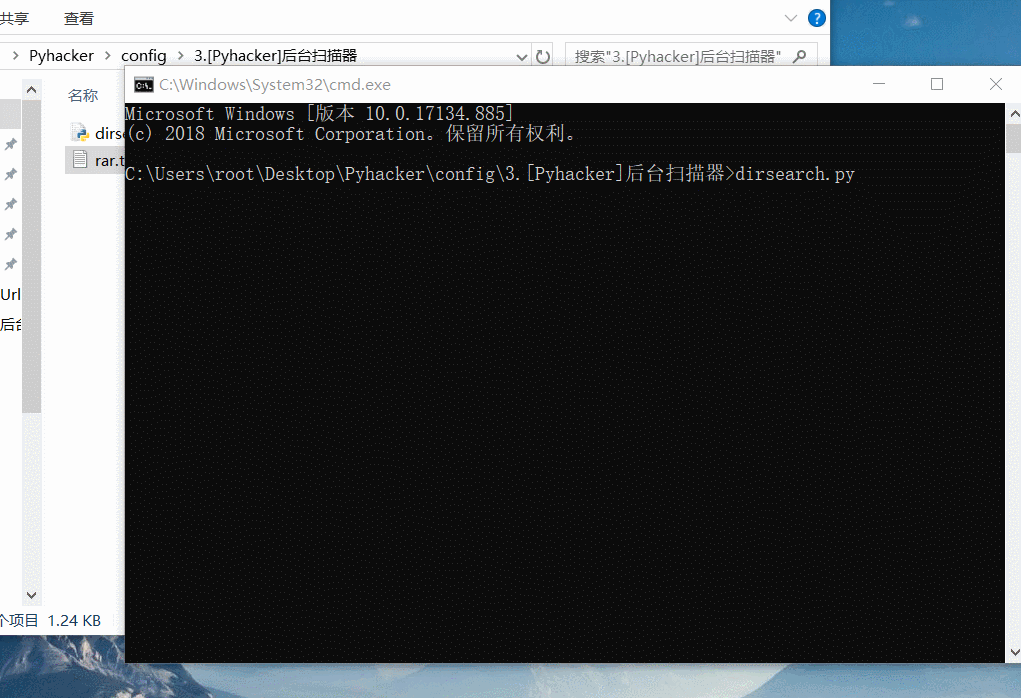 共享 查看
?
Pyhacker > config > 3.[Pyhacker]后台扫描器
搜索"3.[Pyhacker]后台扫描器"
C:\Windows\System32\cmd.exe
名称
dirse
rar.t
Microsoft Windows [版本 10.0.17134.885]
(c) 2018 Microsoft Corporation。保留所有权利。
C:\Users\root\Desktop\Pyhacker\config\3.[Pyhacker]后台扫描器>dirsearch.py
Url
后台
个项目 1.24 KB